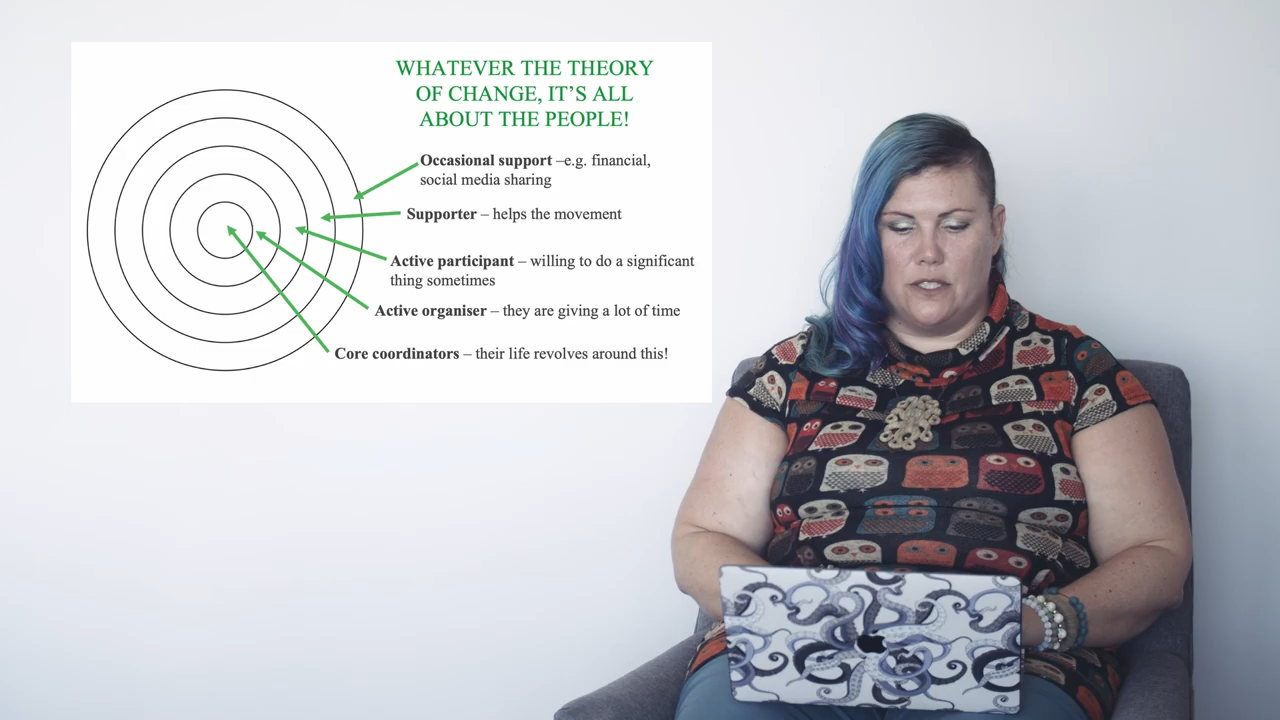 WHATEVER THE THEORY
OF CHANGE, IT'S ALL
ABOUT THE PEOPLE!
Occasional support –e.g. financial,
social media sharing
Supporter – helps the movement
Active participant – willing to do a significant
thing sometimes
Active organiser – they are giving a lot of time
Core coordinators – their life revolves around this!